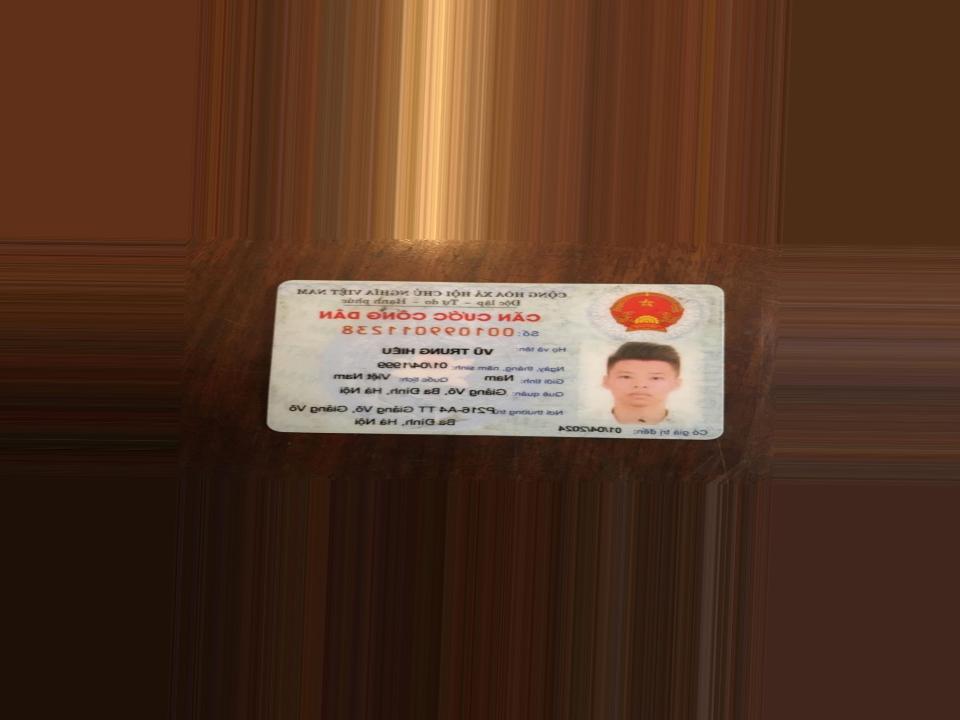 CỘNG HÒA XÃ HỘI CHỦ NGHĨA VIỆT NAM
Độc lập - Tự do - Hạnh phúc
CĂN CƯỚC CÔNG DÂN
Số: 001099011238
Họ và tên: VŨ TRUNG HIẾU
Ngày, tháng, năm sinh: 01/04/1999
Giới tính: Nam Quốc tịch: Việt Nam
Quê quán: Giảng Võ, Ba Đình, Hà Nội
Nơi thường trú: P216-A4 TT Giảng Võ, Giảng Võ
Ba Đình, Hà Nội
Có giá trị đến: 01/04/2024